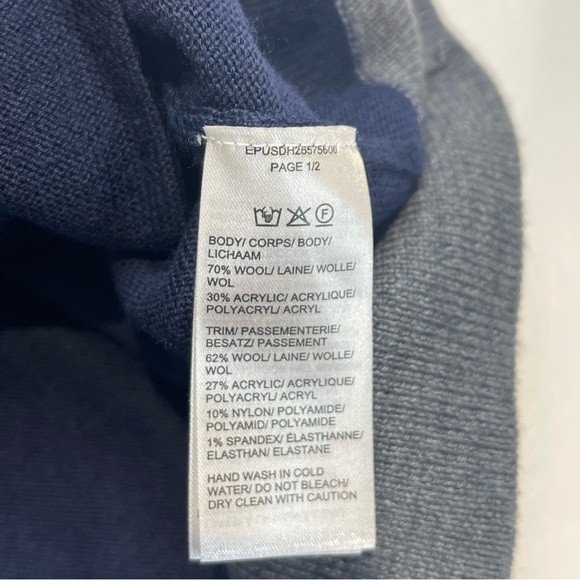 EPUSDH26575600
PAGE 1/2
BODY/ CORPS/ BODY/
LICHAAM
70% WOOL/ LAINE/ WOLLE/
WOL
30% ACRYLIC/ ACRYLIQUE/
POLYACRYL/ ACRYL
TRIM/ PASSEMENTERIE/
BESATZ/ PASSEMENT
62% WOOL/ LAINE/ WOLLE/
WOL
27% ACRYLIC/ ACRYLIQUE/
POLYACRYL/ ACRYL
10% NYLON/ POLYAMIDE/
POLYAMID/ POLYAMIDE
1% SPANDEX/ ÉLASTHANNE/
ELASTHAN/ ELASTANE
HAND WASH IN COLD
WATER/ DO NOT BLEACH/
DRY CLEAN WITH CAUTION